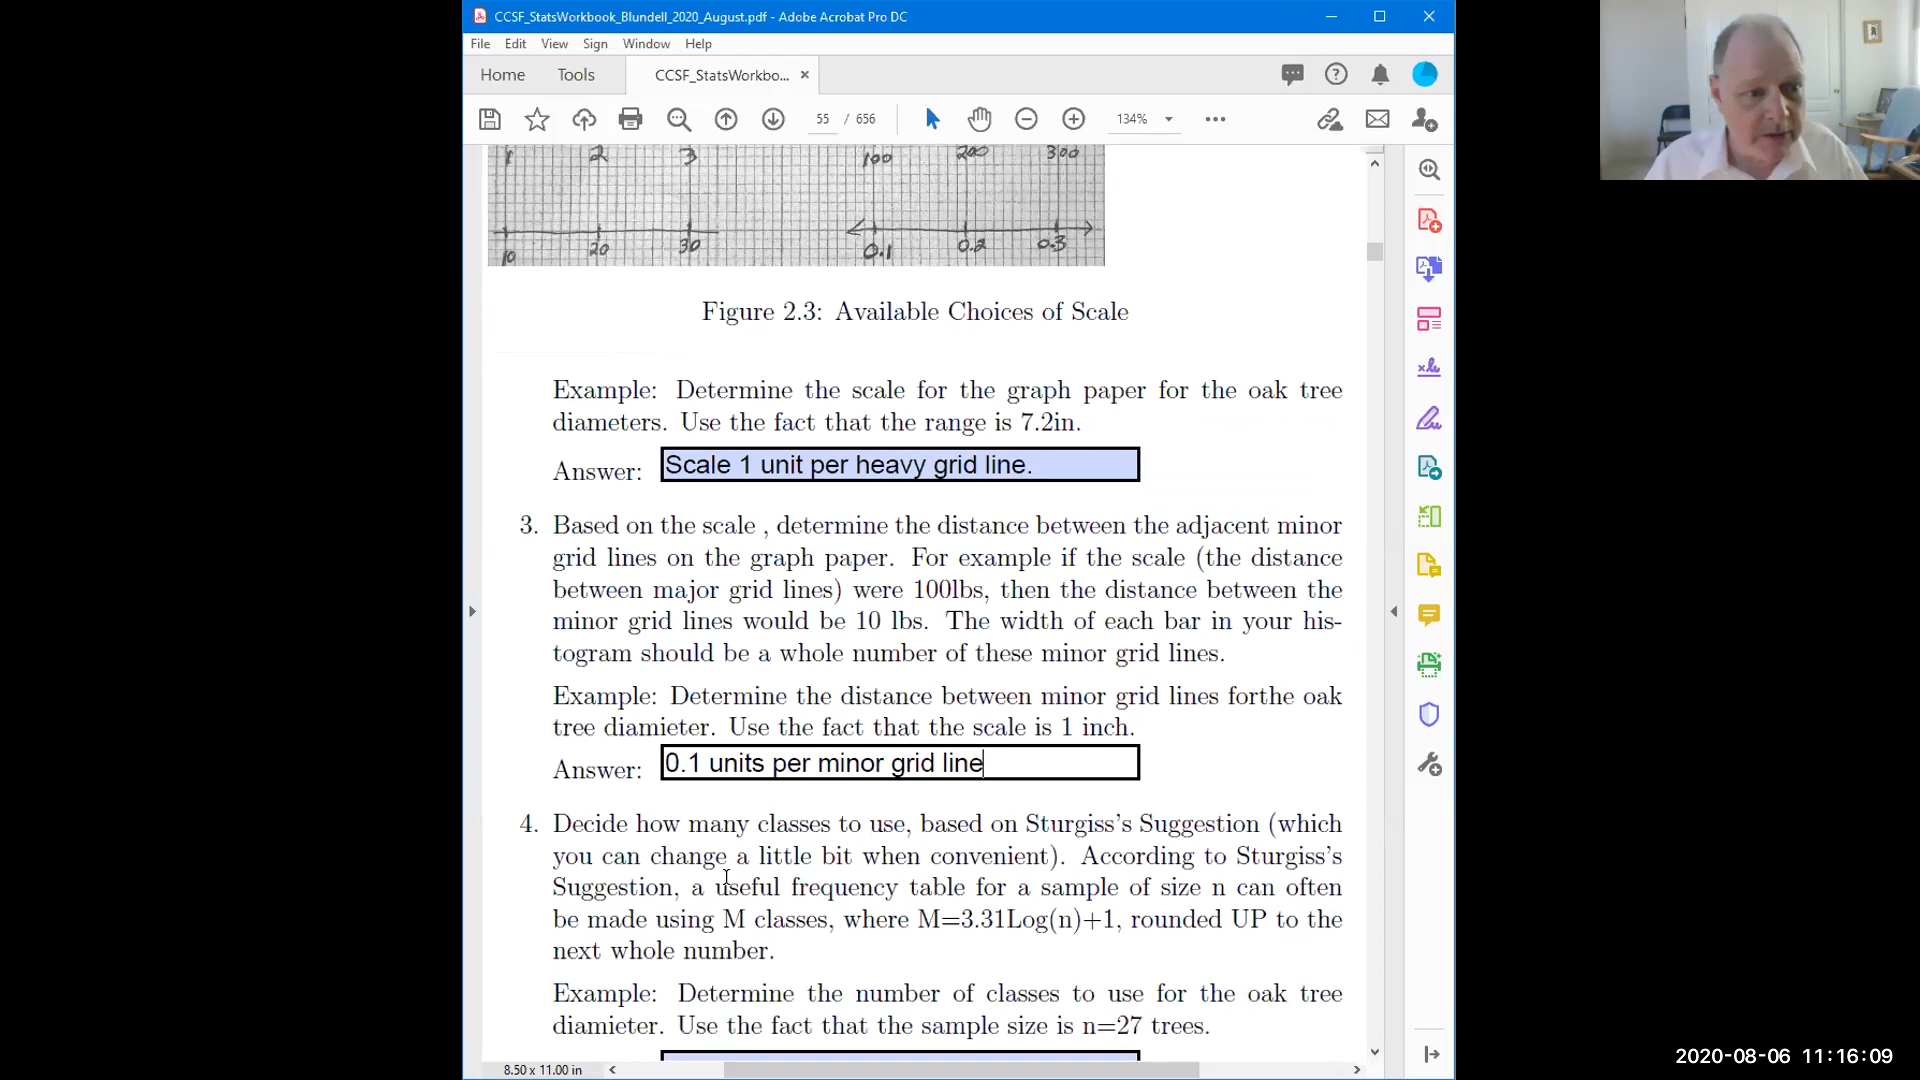 CCSF_StatsWorkbook_Blundell_2020_August.pdf - Adobe Acrobat Pro DC
File Edit View Sign Window Help
Home Tools CCSF_StatsWorkbo... ×
55 / 656 134%
1 2 3 100 200 300
10 20 30 0.1 0.2 0.3
Figure 2.3: Available Choices of Scale
Example: Determine the scale for the graph paper for the oak tree
diameters. Use the fact that the range is 7.2in.
Answer: Scale 1 unit per heavy grid line.
3. Based on the scale , determine the distance between the adjacent minor
grid lines on the graph paper. For example if the scale (the distance
between major grid lines) were 100lbs, then the distance between the
minor grid lines would be 10 lbs. The width of each bar in your his-
togram should be a whole number of these minor grid lines.
Example: Determine the distance between minor grid lines forthe oak
tree diamieter. Use the fact that the scale is 1 inch.
Answer: 0.1 units per minor grid line
4. Decide how many classes to use, based on Sturgiss's Suggestion (which
you can change a little bit when convenient). According to Sturgiss's
Suggestion, a useful frequency table for a sample of size n can often
be made using M classes, where M=3.31Log(n)+1, rounded UP to the
next whole number.
Example: Determine the number of classes to use for the oak tree
diamieter. Use the fact that the sample size is n=27 trees.
8.50 x 11.00 in
2020-08-06 11:16:09